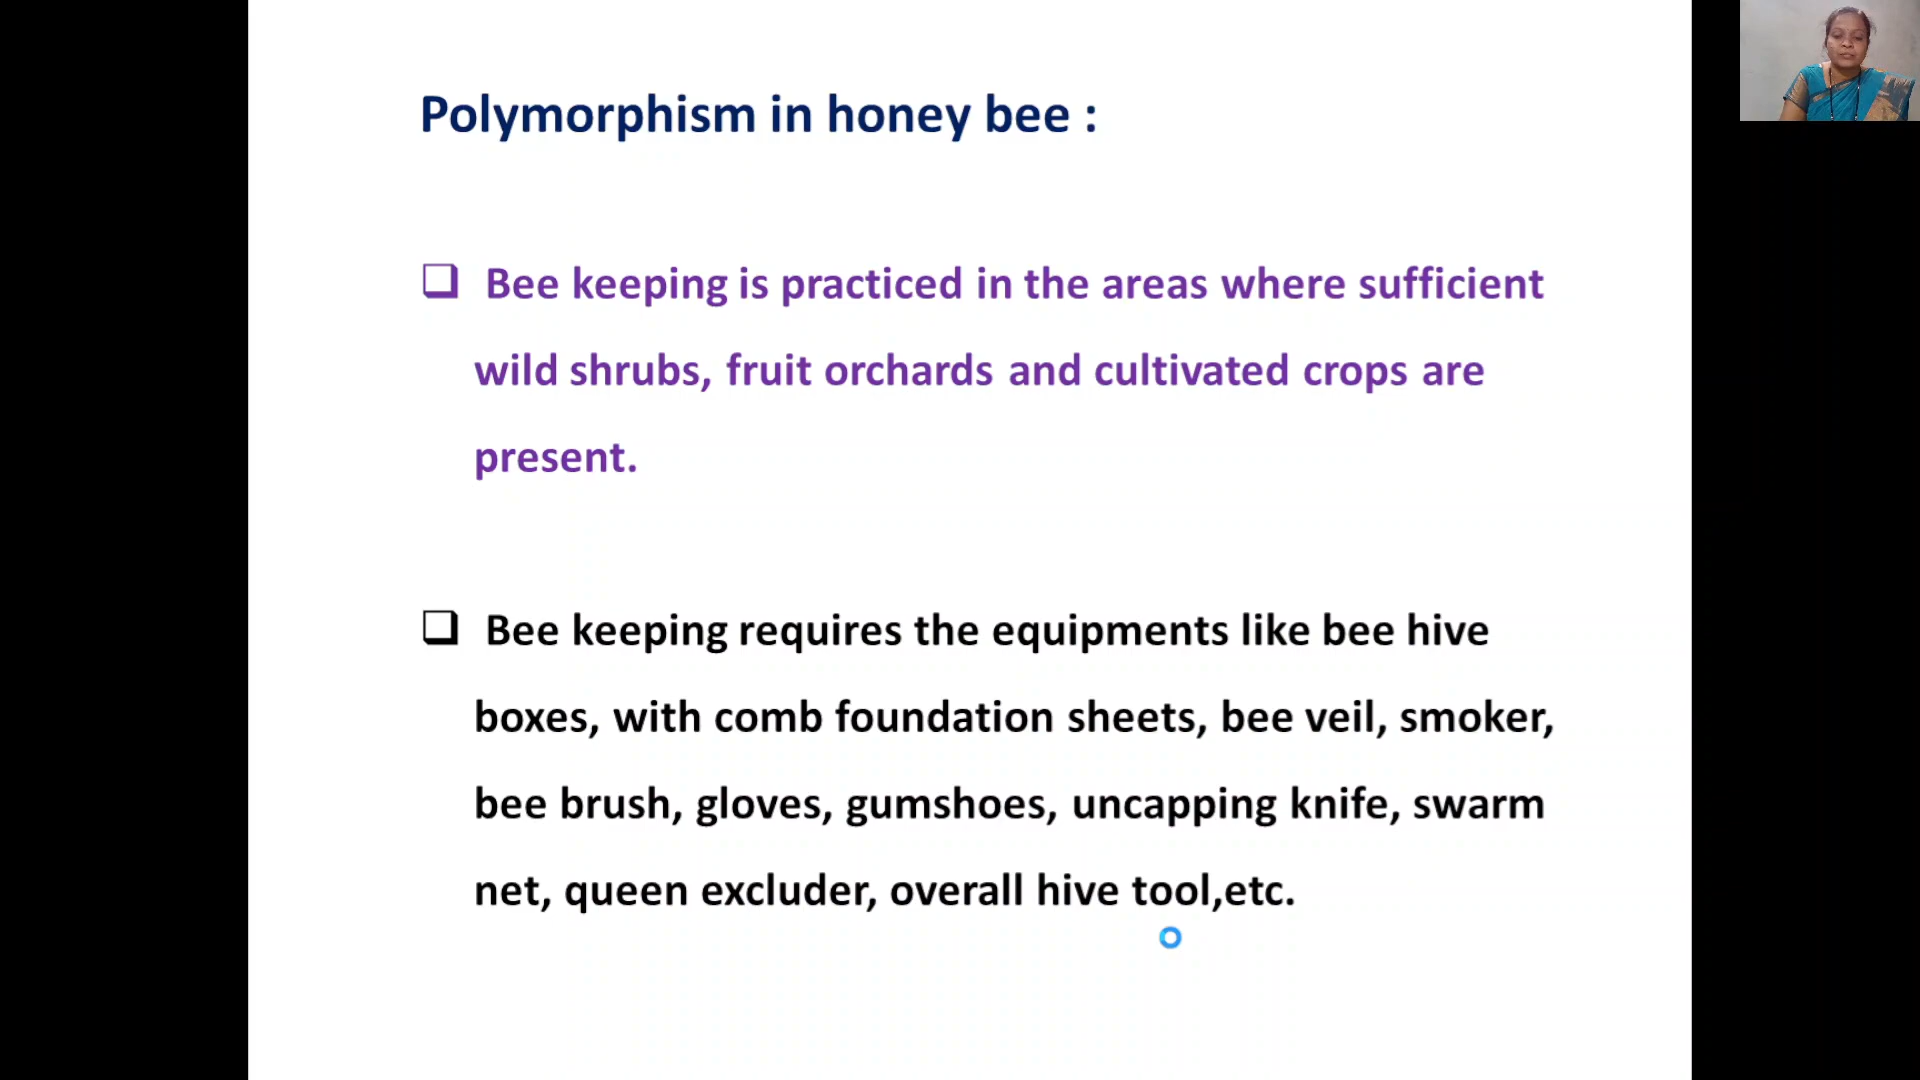 Polymorphism in honey bee :
Bee keeping is practiced in the areas where sufficient
wild shrubs, fruit orchards and cultivated crops are
present.
Bee keeping requires the equipments like bee hive
boxes, with comb foundation sheets, bee veil, smoker,
bee brush, gloves, gumshoes, uncapping knife, swarm
net, queen excluder, overall hive tool,etc.